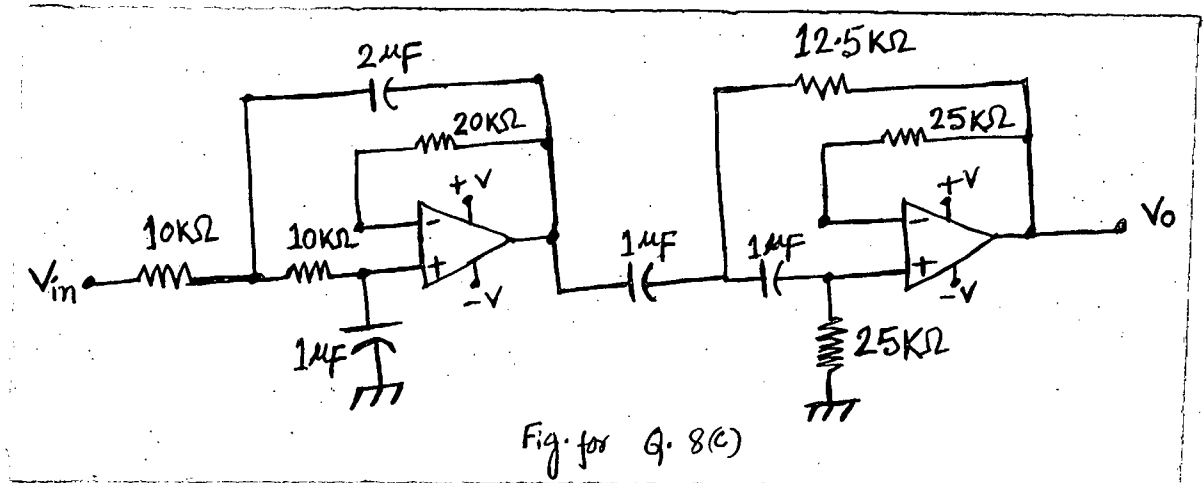 12.5KΩ
2μF
20KΩ
25KΩ
+V
+V
10KΩ
10KΩ
1μF
1μF
Vin
-
+
-V
-
+
-V
Vo
1μF
25KΩ
Fig. for Q. 8(c)